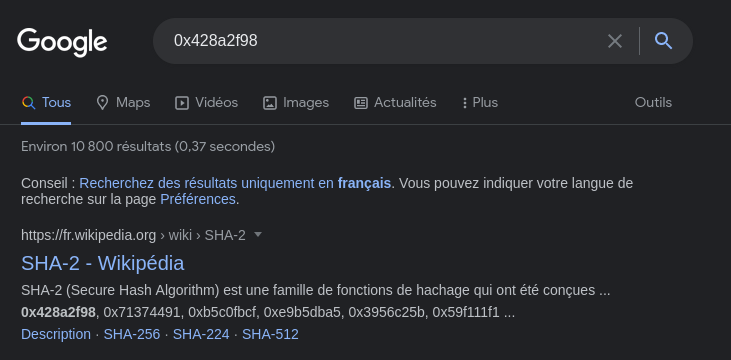 Google 0x428a2f98
Tous Maps Vidéos Images Actualités Plus Outils
Environ 10 800 résultats (0,37 secondes)
Conseil : Recherchez des résultats uniquement en français. Vous pouvez indiquer votre langue de
recherche sur la page Préférences.
https://fr.wikipedia.org › wiki › SHA-2
SHA-2 - Wikipédia
SHA-2 (Secure Hash Algorithm) est une famille de fonctions de hachage qui ont été conçues ...
0x428a2f98, 0x71374491, 0xb5c0fbcf, 0xe9b5dba5, 0x3956c25b, 0x59f111f1 ...
Description · SHA-256 · SHA-224 · SHA-512